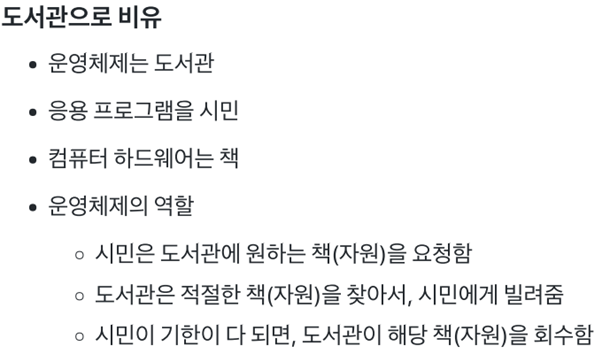 도서관으로 비유
• 운영체제는 도서관
• 응용 프로그램을 시민
• 컴퓨터 하드웨어는 책
• 운영체제의 역할
◦ 시민은 도서관에 원하는 책(자원)을 요청함
◦ 도서관은 적절한 책(자원)을 찾아서, 시민에게 빌려줌
◦ 시민이 기한이 다 되면, 도서관이 해당 책(자원)을 회수함